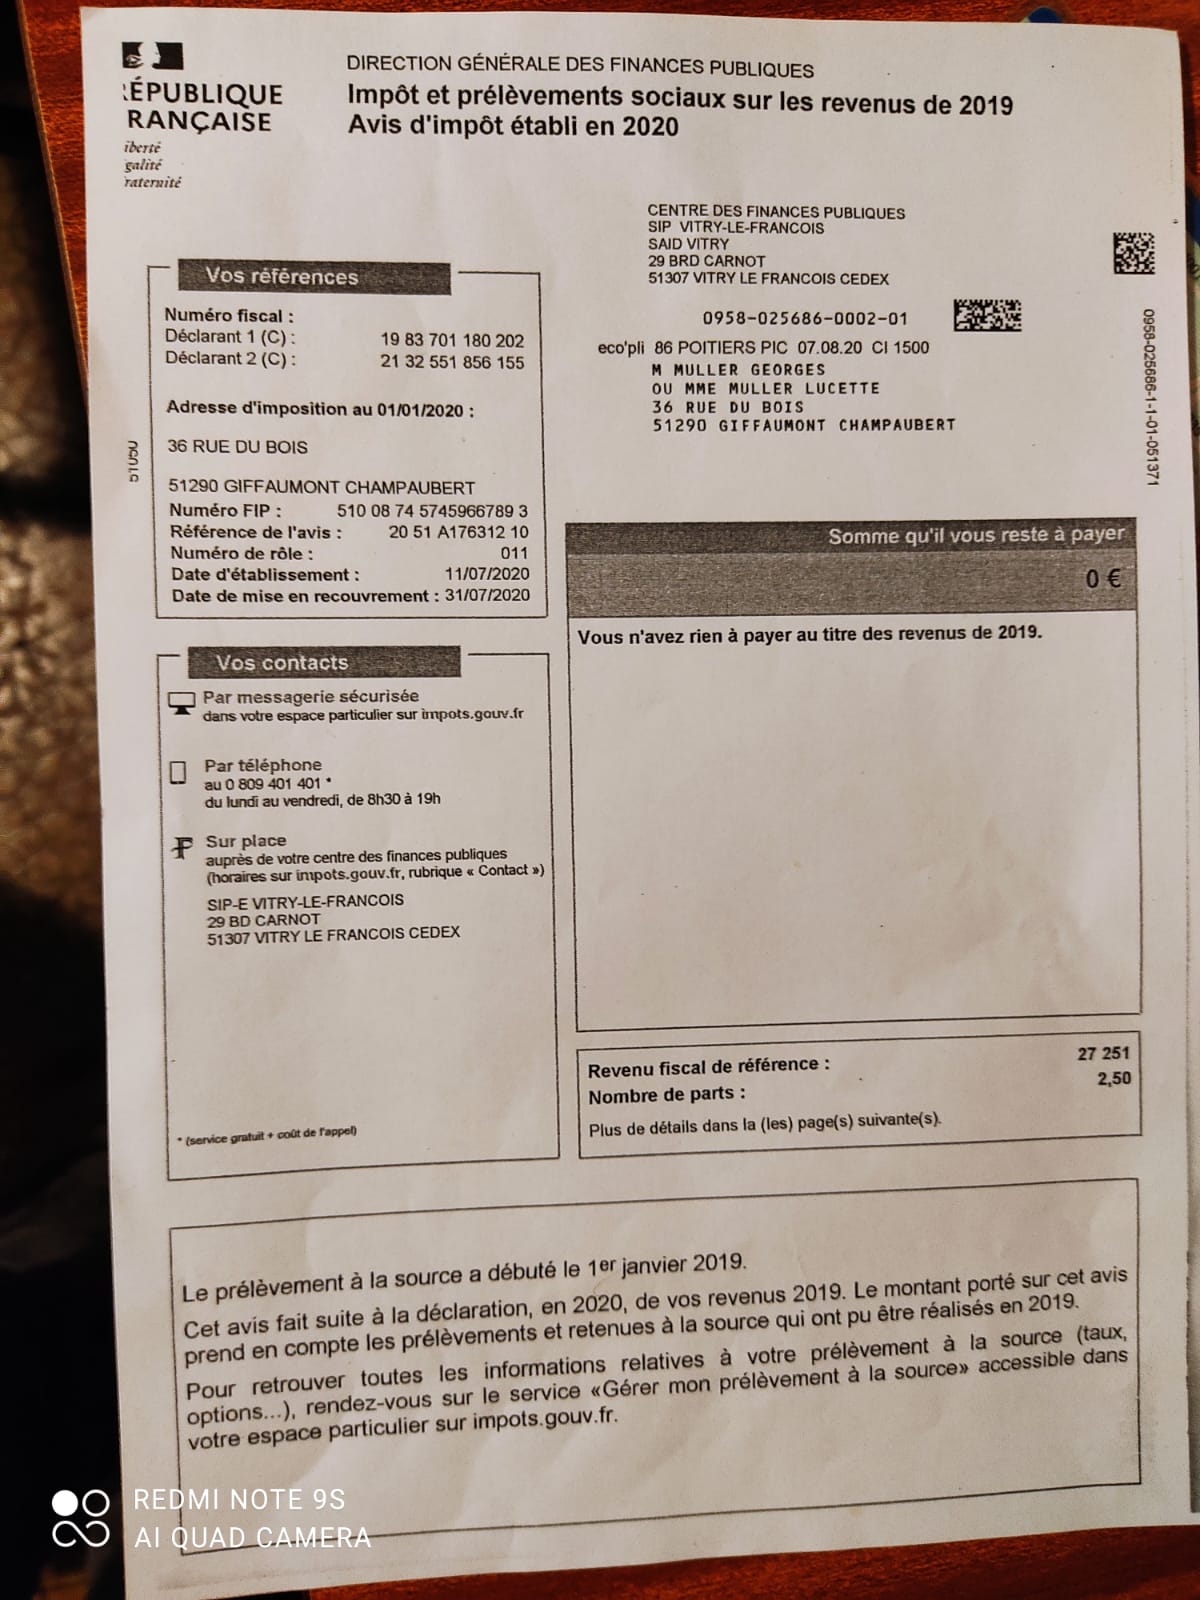 RÉPUBLIQUE
FRANÇAISE
iberté
galité
raternité
DIRECTION GÉNÉRALE DES FINANCES PUBLIQUES
Impôt et prélèvements sociaux sur les revenus de 2019
Avis d'impôt établi en 2020
CENTRE DES FINANCES PUBLIQUES
SIP VITRY-LE-FRANCOIS
SAID VITRY
29 BRD CARNOT
51307 VITRY LE FRANCOIS CEDEX
0958-025686-0002-01
eco'pli 86 POITIERS PIC 07.08.20 CI 1500
M MULLER GEORGES
OU MME MULLER LUCETTE
36 RUE DU BOIS
51290 GIFFAUMONT CHAMPAUBERT
0958-025686-1-1-01-051371
Vos références
Numéro fiscal :
Déclarant 1 (C) : 19 83 701 180 202
Déclarant 2 (C) : 21 32 551 856 155
Adresse d'imposition au 01/01/2020 :
36 RUE DU BOIS
51290 GIFFAUMONT CHAMPAUBERT
Numéro FIP : 510 08 74 5745966789 3
Référence de l'avis : 20 51 A176312 10
Numéro de rôle : 011
Date d'établissement : 11/07/2020
Date de mise en recouvrement : 31/07/2020
Somme qu'il vous reste à payer
0 €
Vous n'avez rien à payer au titre des revenus de 2019.
Vos contacts
Par messagerie sécurisée
dans votre espace particulier sur impots.gouv.fr
Par téléphone
au 0 809 401 401 *
du lundi au vendredi, de 8h30 à 19h
Sur place
auprès de votre centre des finances publiques
(horaires sur impots.gouv.fr, rubrique « Contact »)
SIP-E VITRY-LE-FRANCOIS
29 BD CARNOT
51307 VITRY LE FRANCOIS CEDEX
* (service gratuit + coût de l'appel)
Revenu fiscal de référence : 27 251
Nombre de parts : 2,50
Plus de détails dans la (les) page(s) suivante(s).
Le prélèvement à la source a débuté le 1er janvier 2019.
Cet avis fait suite à la déclaration, en 2020, de vos revenus 2019. Le montant porté sur cet avis
prend en compte les prélèvements et retenues à la source qui ont pu être réalisés en 2019.
Pour retrouver toutes les informations relatives à votre prélèvement à la source (taux,
options...), rendez-vous sur le service «Gérer mon prélèvement à la source» accessible dans
votre espace particulier sur impots.gouv.fr.
REDMI NOTE 9S
AI QUAD CAMERA